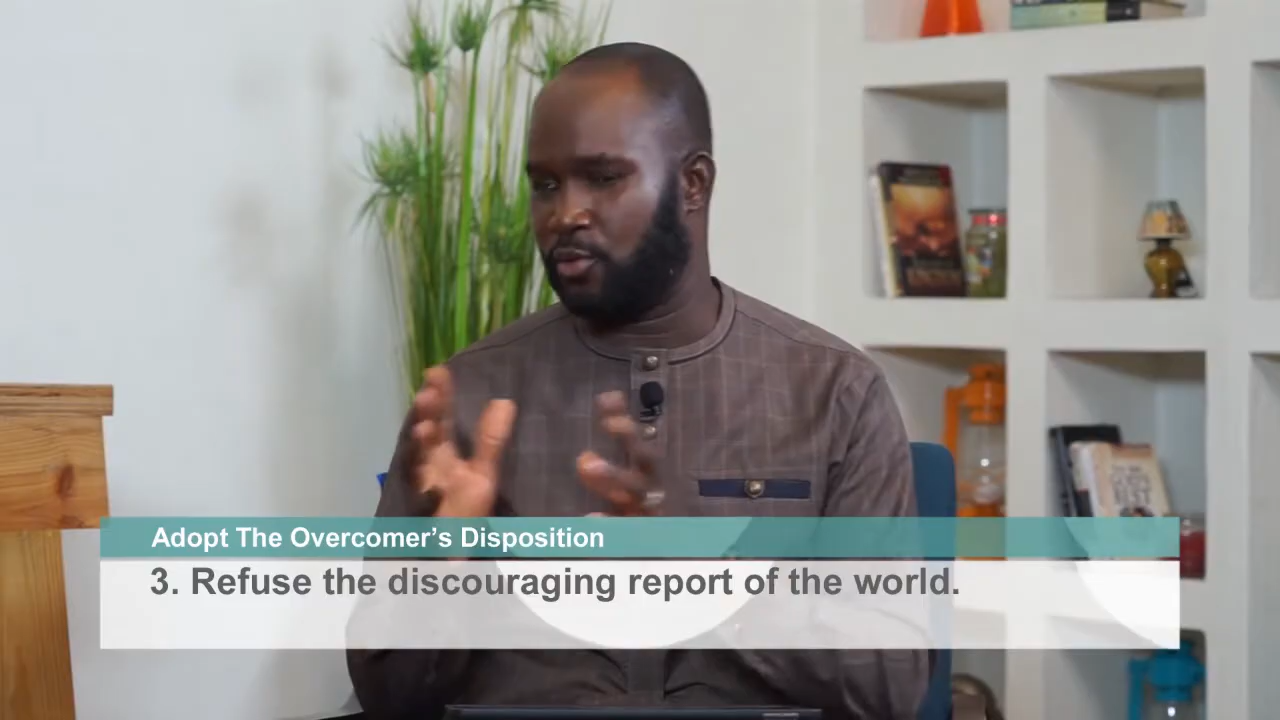 Adopt The Overcomer’s Disposition
3. Refuse the discouraging report of the world.